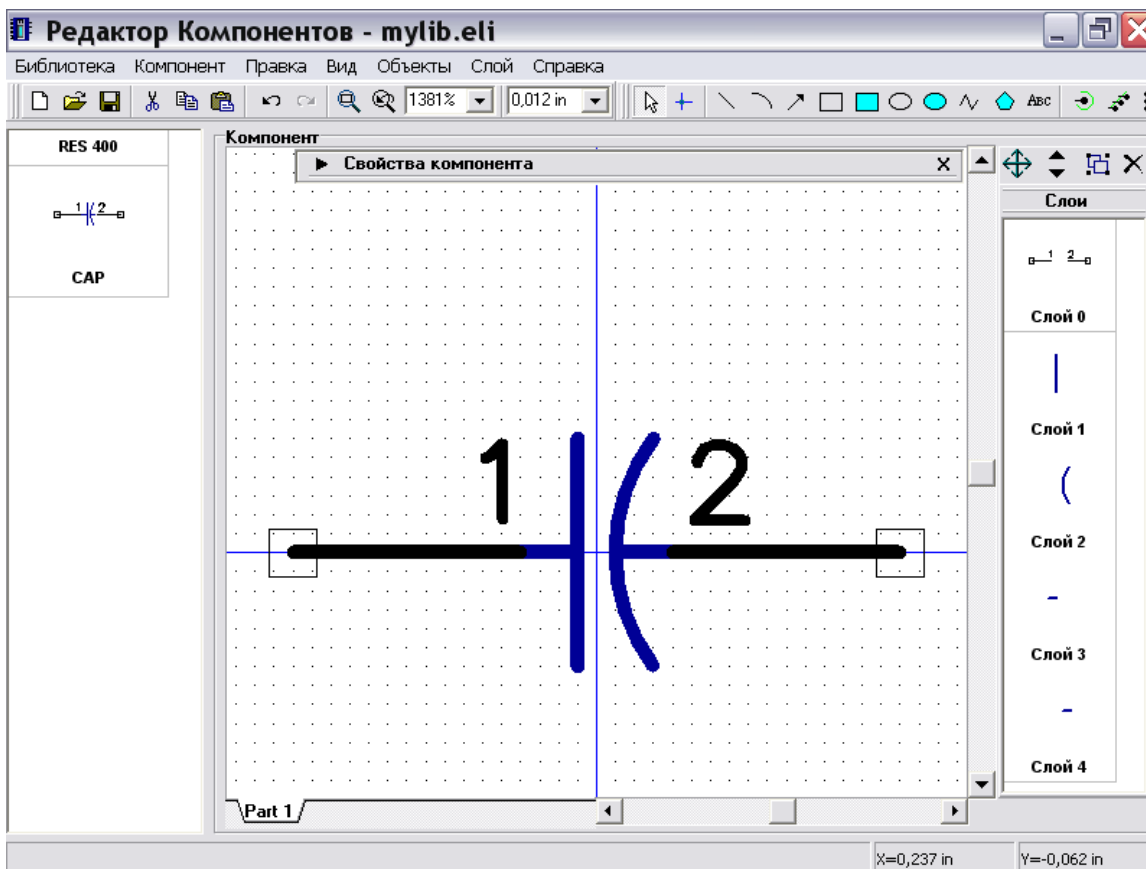 Редактор Компонентов - mylib.eli
Библиотека Компонент Правка Вид Объекты Слой Справка
1381% 0,012 in ABC
RES 400
1 2
CAP
Компонент
Свойства компонента X
1 2
Part 1
Слои
1 2
Слой 0
Слой 1
Слой 2
Слой 3
Слой 4
X=0,237 in Y=-0,062 in